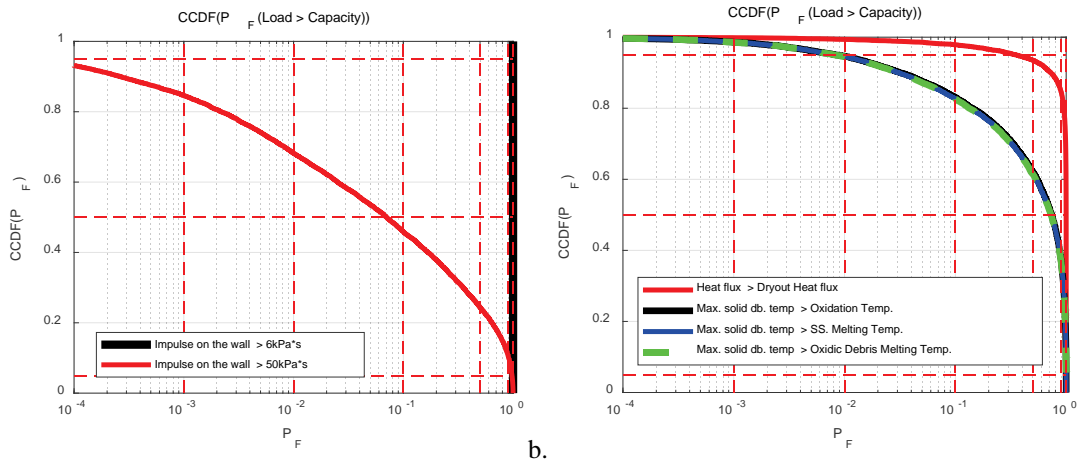 CCDF(P F (Load > Capacity))
1
0.8
0.6
0.4
0.2
0
CCDF(P F )
Impulse on the wall > 6kPa*s
Impulse on the wall > 50kPa*s
10-4
10-3
10-2
10-1
100
P F
b.
CCDF(P F (Load > Capacity))
1
0.8
0.6
0.4
0.2
0
CCDF(P F )
Heat flux > Dryout Heat flux
Max. solid db. temp > Oxidation Temp.
Max. solid db. temp > SS. Melting Temp.
Max. solid db. temp > Oxidic Debris Melting Temp.
10-4
10-3
10-2
10-1
100
P F